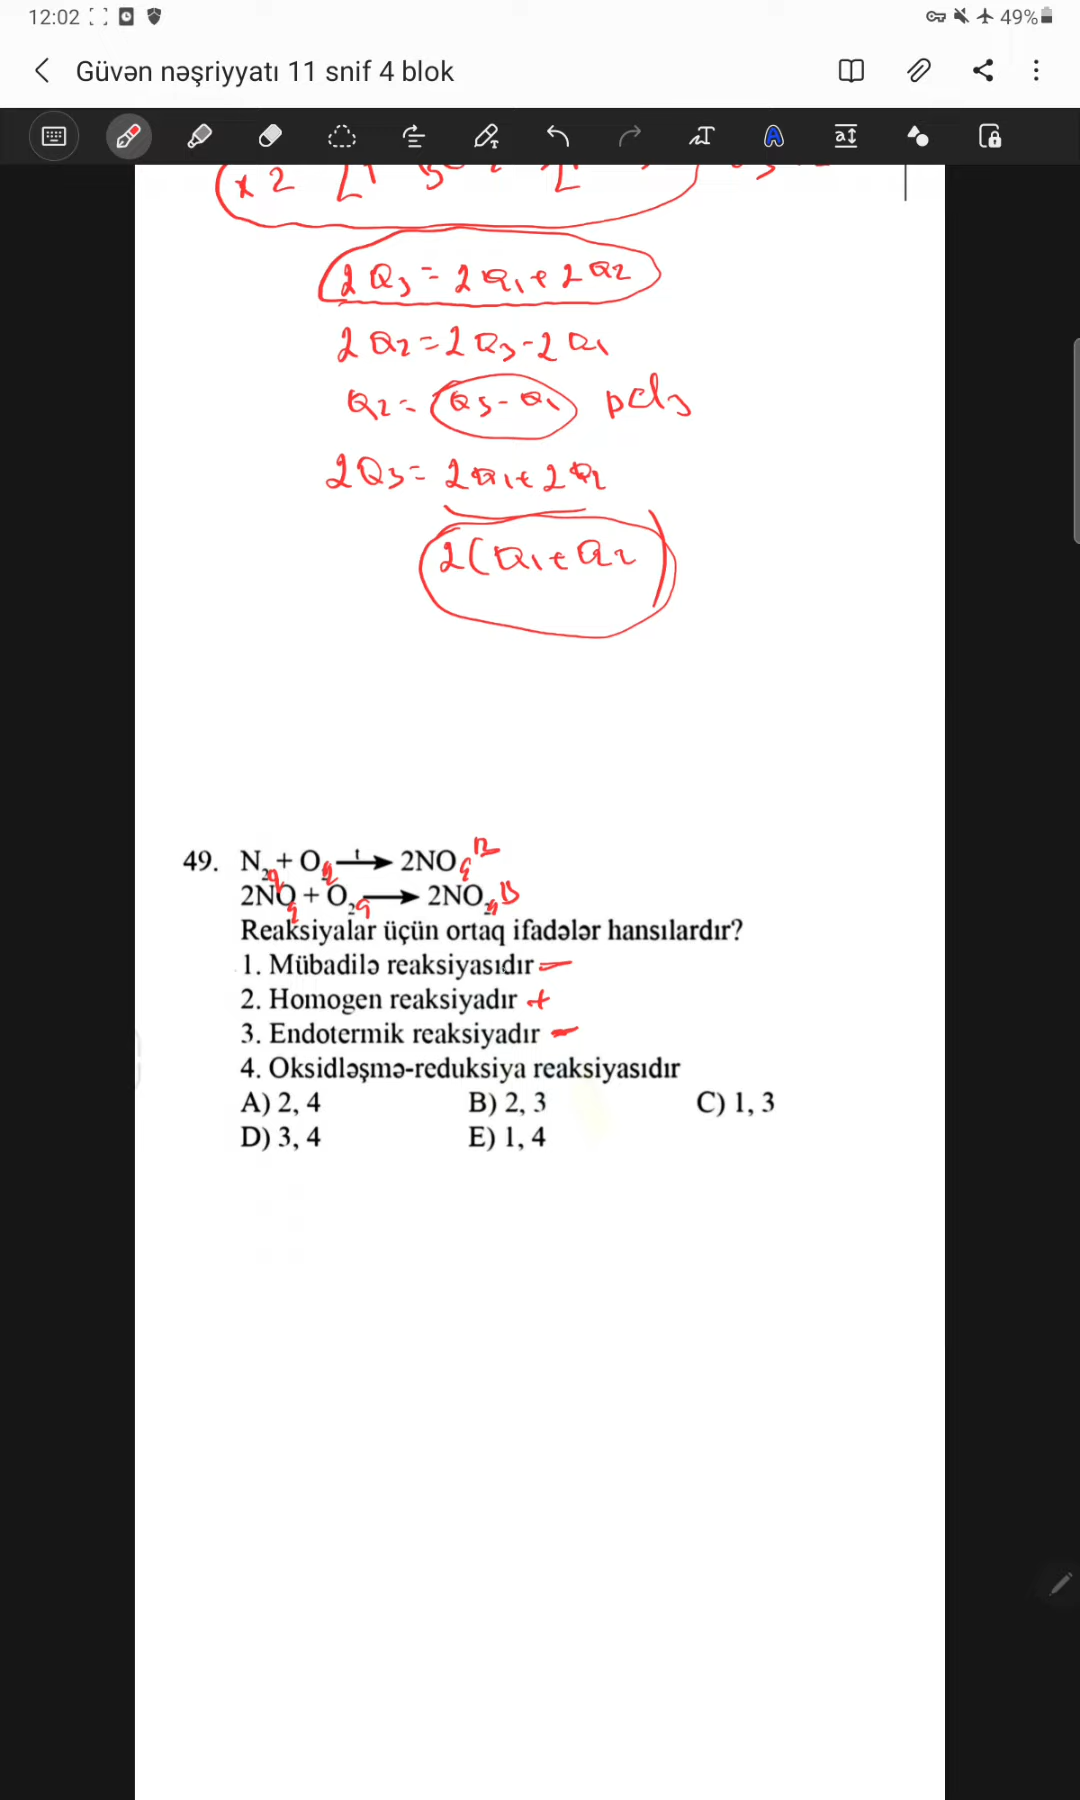 12:02 49%
Güvən nəşriyyatı 11 sinif 4 blok
x 2
2Q3 = 2Q1 + 2Q2
2Q2 = 2Q3 - 2Q1
Q2 = Q3 - Q1
2Q3 = 2Q1 + 2Q2
2(Q1 + Q2)
49. N₂ + O₂ —t→ 2NO
2NO + O₂ → 2NO₂
Reaksiyalar üçün ortaq ifadələr hansılardır?
1. Mübadilə reaksiyasıdır –
2. Homogen reaksiyadır +
3. Endotermik reaksiyadır –
4. Oksidləşmə-reduksiya reaksiyasıdır
A) 2, 4 B) 2, 3 C) 1, 3
D) 3, 4 E) 1, 4